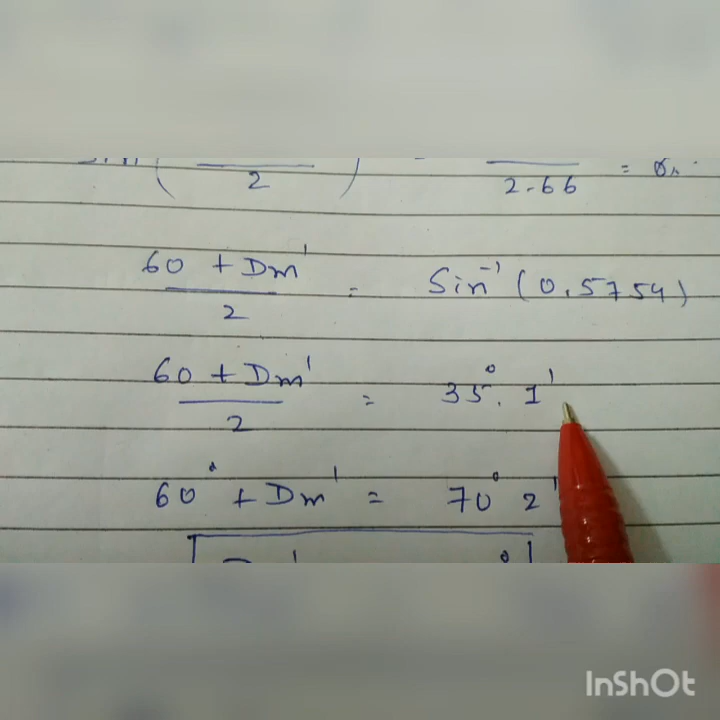 2 2.66 =
60 + Dm' / 2 = Sin⁻¹ (0.5754)
60 + Dm' / 2 = 35°. 1'
60° + Dm' = 70° 2'
InShOt